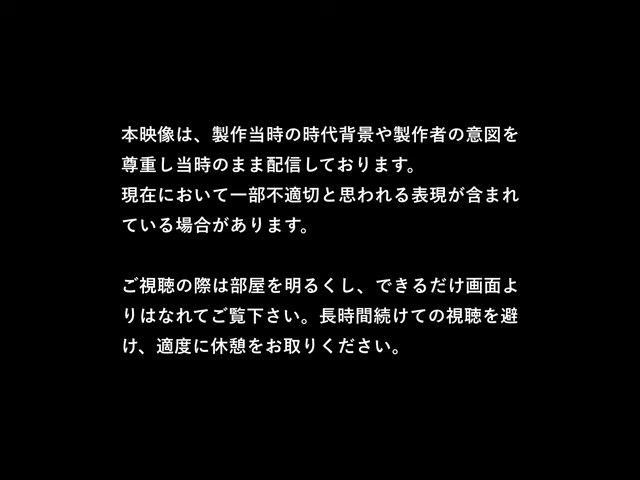 本映像は、製作当時の時代背景や製作者の意図を
尊重し当時のまま配信しております。
現在において一部不適切と思われる表現が含まれ
ている場合があります。
ご視聴の際は部屋を明るくし、できるだけ画面よ
りはなれてご覧下さい。長時間続けての視聴を避
け、適度に休憩をお取りください。